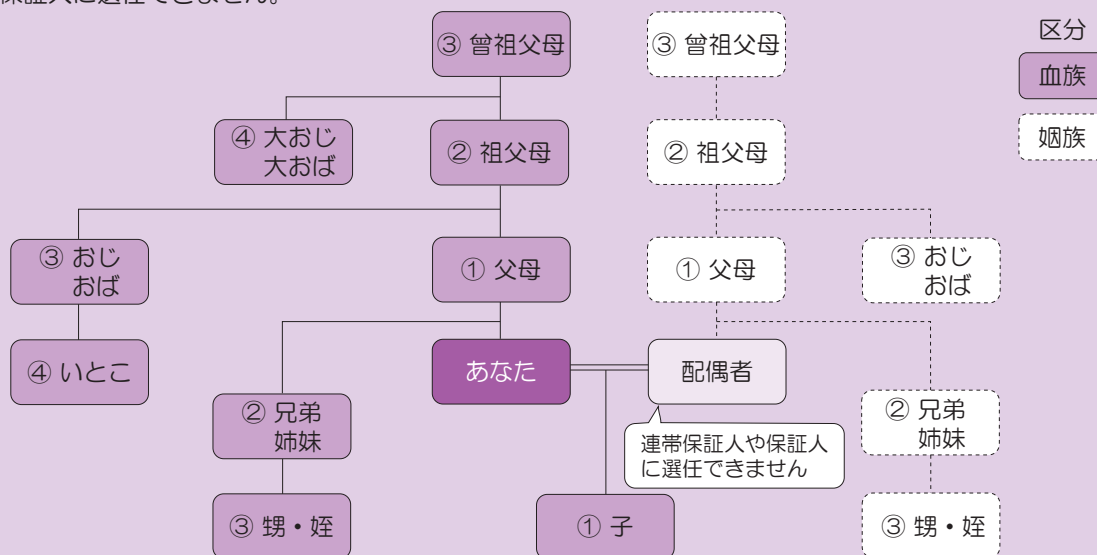 保証人に選任できません。
③ 曾祖父母
③ 曾祖父母
区分
血族
姻族
④ 大おじ
大おば
② 祖父母
② 祖父母
③ おじ
おば
① 父母
① 父母
③ おじ
おば
④ いとこ
あなた
配偶者
② 兄弟
姉妹
連帯保証人や保証人
に選任できません
② 兄弟
姉妹
③ 甥・姪
① 子
③ 甥・姪